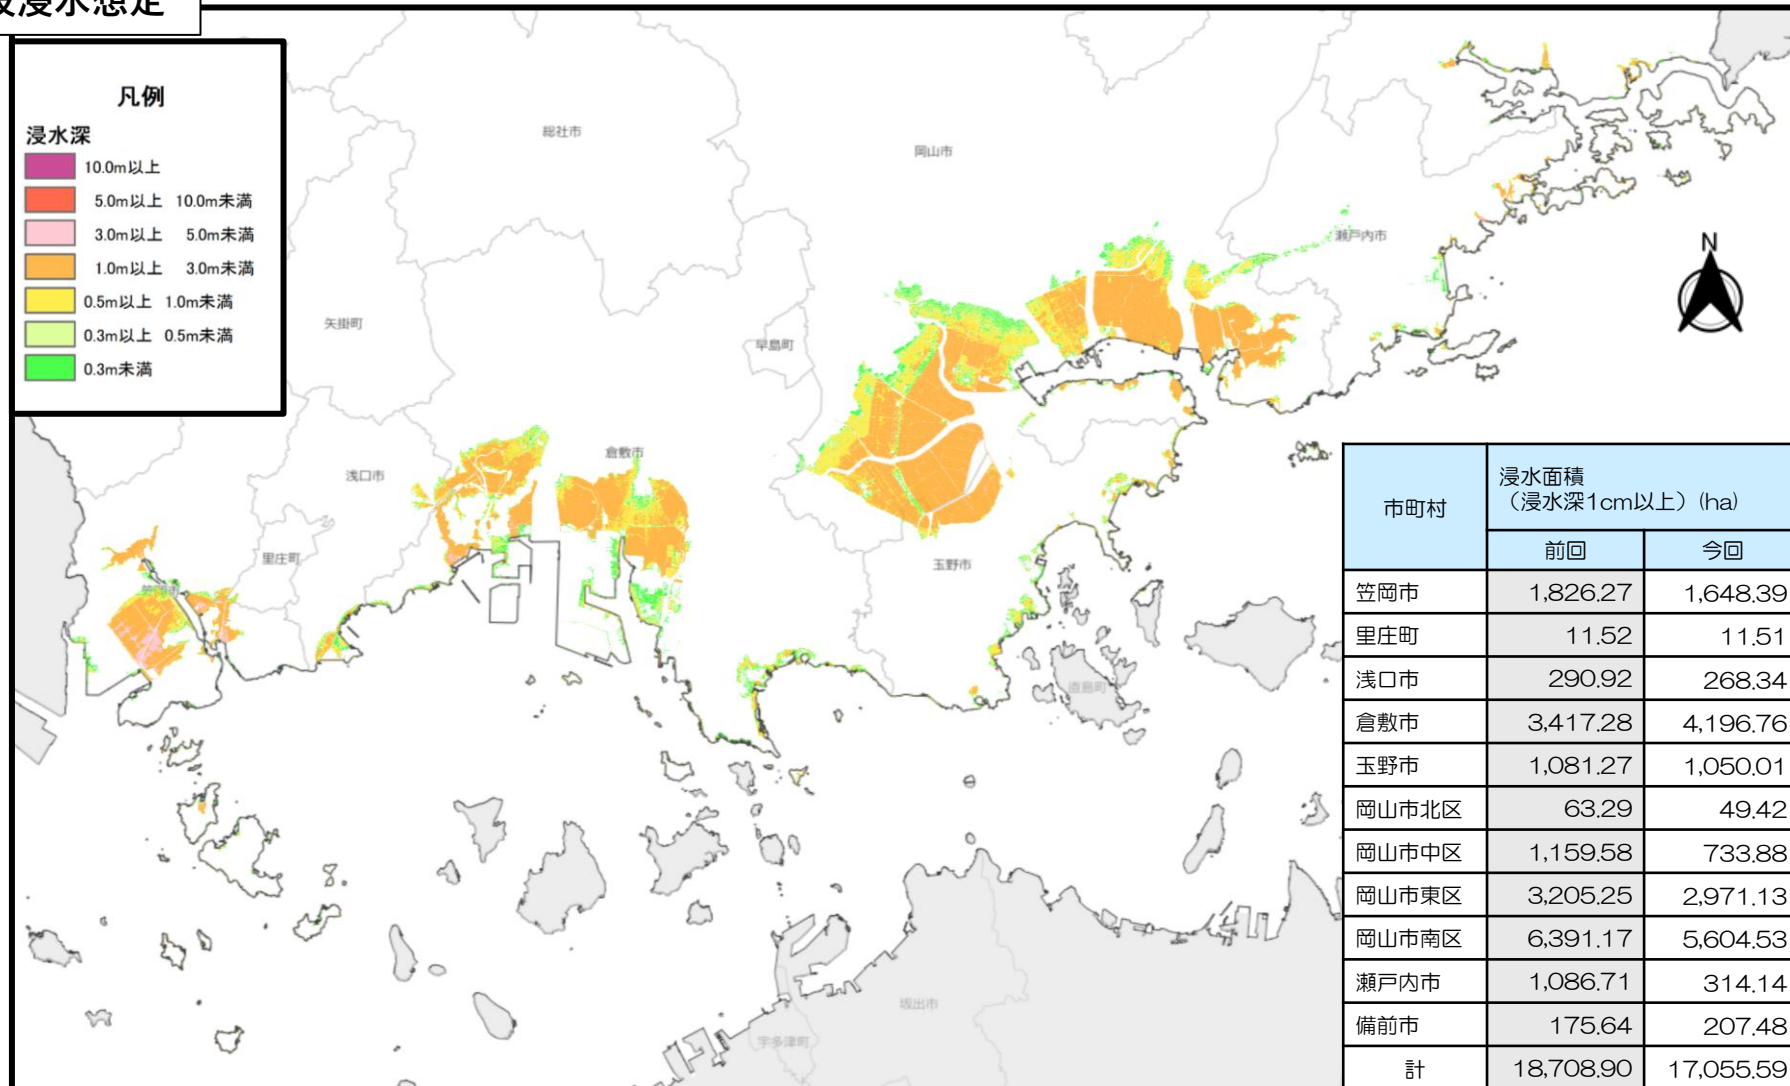 浸水想定
凡例
浸水深
10.0m以上
5.0m以上 10.0m未満
3.0m以上 5.0m未満
1.0m以上 3.0m未満
0.5m以上 1.0m未満
0.3m以上 0.5m未満
0.3m未満
総社市
岡山市
瀬戸内市
N
矢掛町
早島町
倉敷市
浅口市
里庄町
玉野市
笠岡市
直島町
坂出市
宇多津町
市町村 浸水面積
（浸水深1cm以上）(ha)
前回 今回
笠岡市 1,826.27 1,648.39
里庄町 11.52 11.51
浅口市 290.92 268.34
倉敷市 3,417.28 4,196.76
玉野市 1,081.27 1,050.01
岡山市北区 63.29 49.42
岡山市中区 1,159.58 733.88
岡山市東区 3,205.25 2,971.13
岡山市南区 6,391.17 5,604.53
瀬戸内市 1,086.71 314.14
備前市 175.64 207.48
計 18,708.90 17,055.59